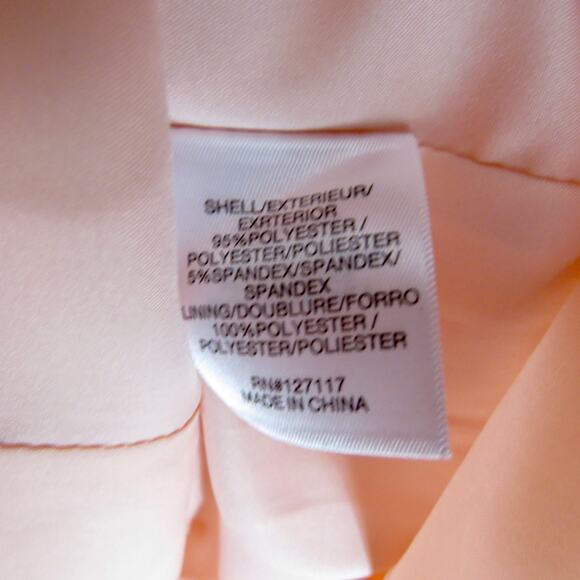 SHELL/EXTERIEUR/
EXRTERIOR
95%POLYESTER /
POLYESTER/POLIESTER
5%SPANDEX/SPANDEX/
SPANDEX
LINING/DOUBLURE/FORRO
100%POLYESTER /
POLYESTER/POLIESTER
RN#127117
MADE IN CHINA